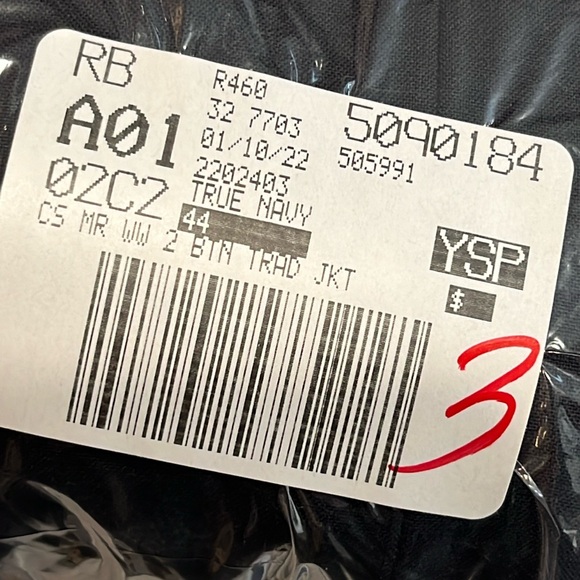 RB
R460
5090184
A01
32 7703
505991
01/10/22
02C2
2202403
TRUE NAVY
44
YSP
CS MR WW 2 BTN TRAD JKT
$
3